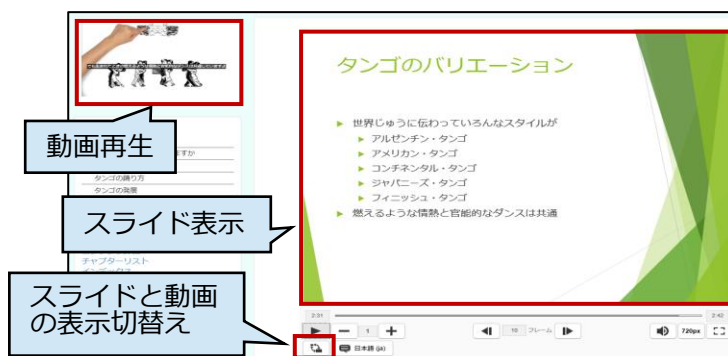 動画再生
ますか
タンゴの踊り方
タンゴの発展
スライド表示
チャプターリスト
スライドと動画
の表示切替え
タンゴのバリエーション
世界じゅうに伝わっていろんなスタイルが
アルゼンチン・タンゴ
アメリカン・タンゴ
コンチネンタル・タンゴ
ジャパニーズ・タンゴ
フィニッシュ・タンゴ
燃えるような情熱と官能的なダンスは共通
2:31
2:42
1
10 フレーム
720px
日本語 (ja)